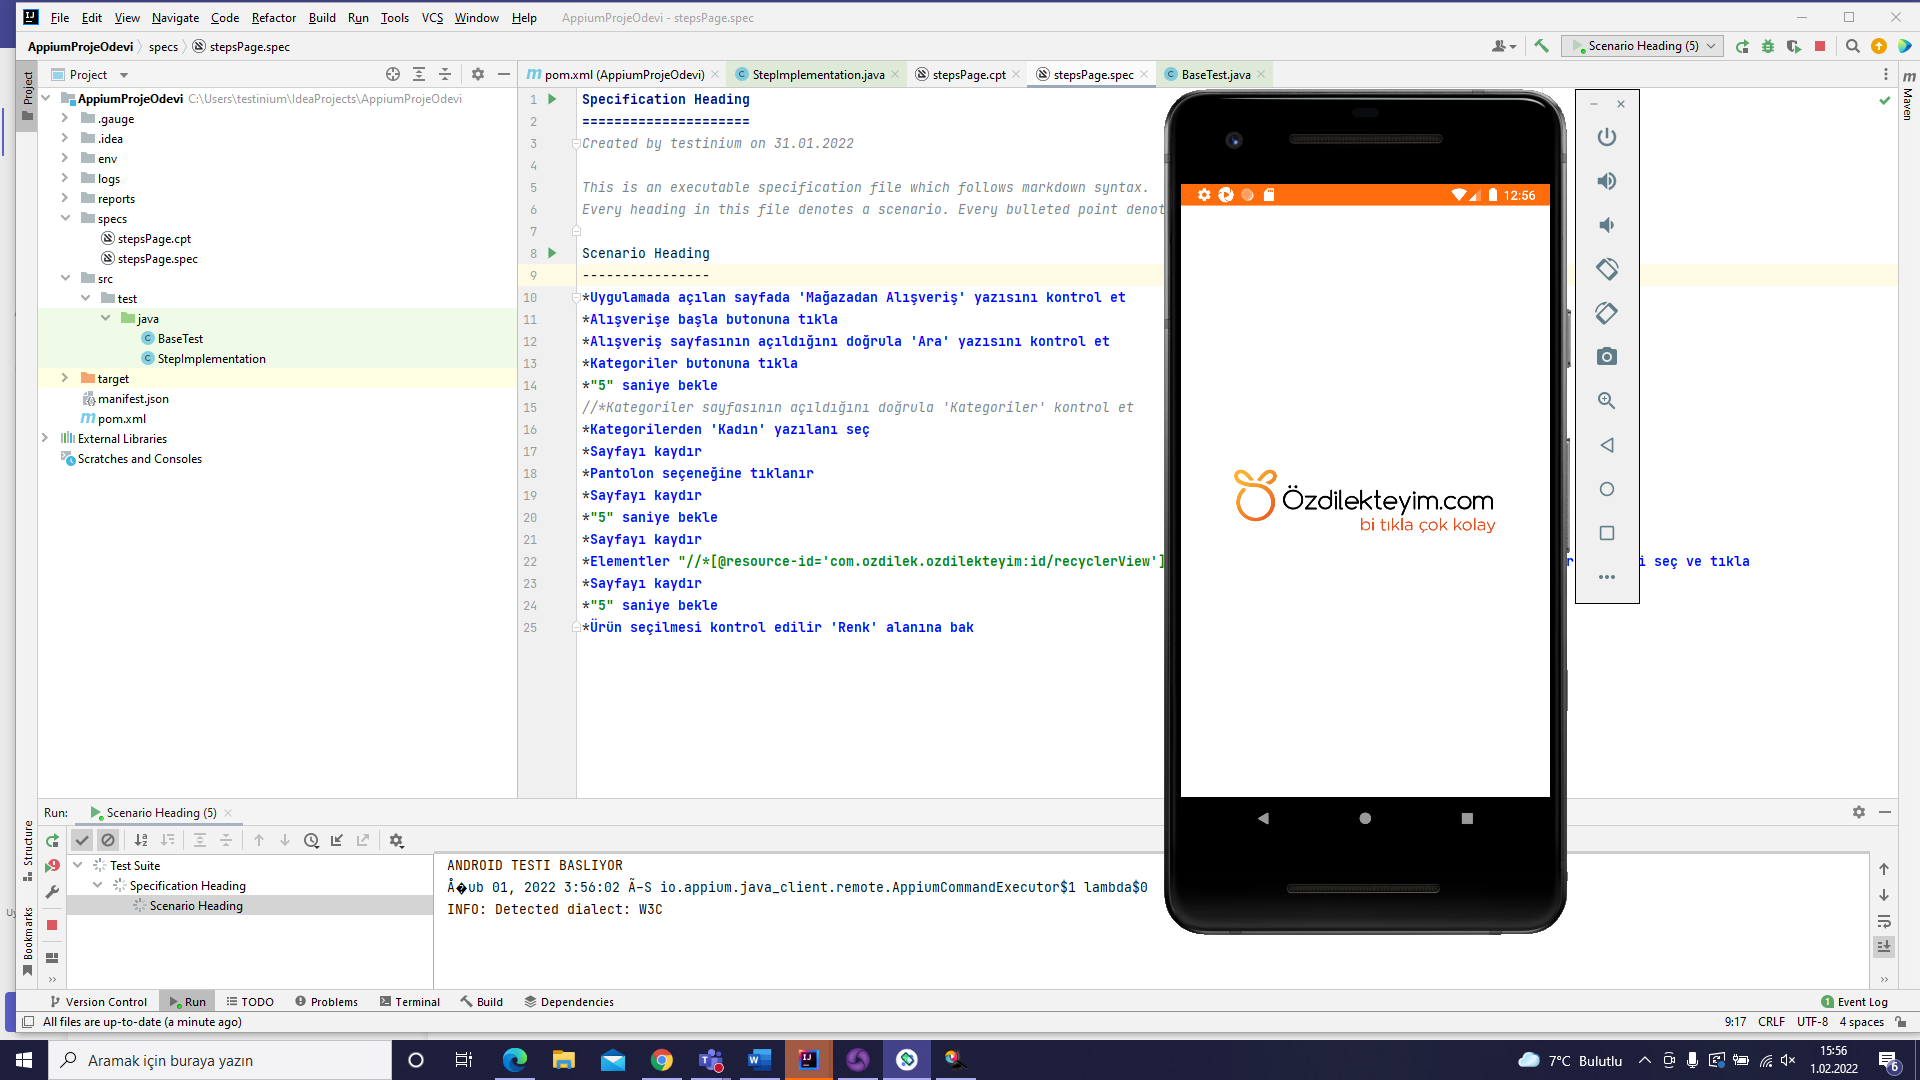 File Edit View Navigate Code Refactor Build Run Tools VCS Window Help AppiumProjeOdevi - stepsPage.spec
AppiumProjeOdevi specs stepsPage.spec
Scenario Heading (5)
Project
pom.xml (AppiumProjeOdevi) StepImplementation.java stepsPage.cpt stepsPage.spec BaseTest.java
Project
Maven
AppiumProjeOdevi C:\Users\testinium\IdeaProjects\AppiumProjeOdevi
.gauge
.idea
env
logs
reports
specs
stepsPage.cpt
stepsPage.spec
src
test
java
BaseTest
StepImplementation
target
manifest.json
pom.xml
External Libraries
Scratches and Consoles
1 Specification Heading
2 =====================
3 Created by testinium on 31.01.2022
4
5 This is an executable specification file which follows markdown syntax.
6 Every heading in this file denotes a scenario. Every bulleted point denot
7
8 Scenario Heading
9 ----------------
10 *Uygulamada açılan sayfada 'Mağazadan Alışveriş' yazısını kontrol et
11 *Alışverişe başla butonuna tıkla
12 *Alışveriş sayfasının açıldığını doğrula 'Ara' yazısını kontrol et
13 *Kategoriler butonuna tıkla
14 *"5" saniye bekle
15 //*Kategoriler sayfasının açıldığını doğrula 'Kategoriler' kontrol et
16 *Kategorilerden 'Kadın' yazılanı seç
17 *Sayfayı kaydır
18 *Pantolon seçeneğine tıklanır
19 *Sayfayı kaydır
20 *"5" saniye bekle
21 *Sayfayı kaydır
22 *Elementler "//*[@resource-id='com.ozdilek.ozdilekteyim:id/recyclerView'] r i seç ve tıkla
23 *Sayfayı kaydır
24 *"5" saniye bekle
25 *Ürün seçilmesi kontrol edilir 'Renk' alanına bak
12:56
Özdilekteyim.com
bi tıkla çok kolay
Run: Scenario Heading (5)
Structure
Bookmarks
Test Suite
Specification Heading
Scenario Heading
ANDROID TESTI BASLIYOR
Å�ub 01, 2022 3:56:02 Ã–S io.appium.java_client.remote.AppiumCommandExecutor$1 lambda$0
INFO: Detected dialect: W3C
Version Control Run TODO Problems Terminal Build Dependencies 1 Event Log
All files are up-to-date (a minute ago) 9:17 CRLF UTF-8 4 spaces
Aramak için buraya yazın
7°C Bulutlu
15:56
1.02.2022
6